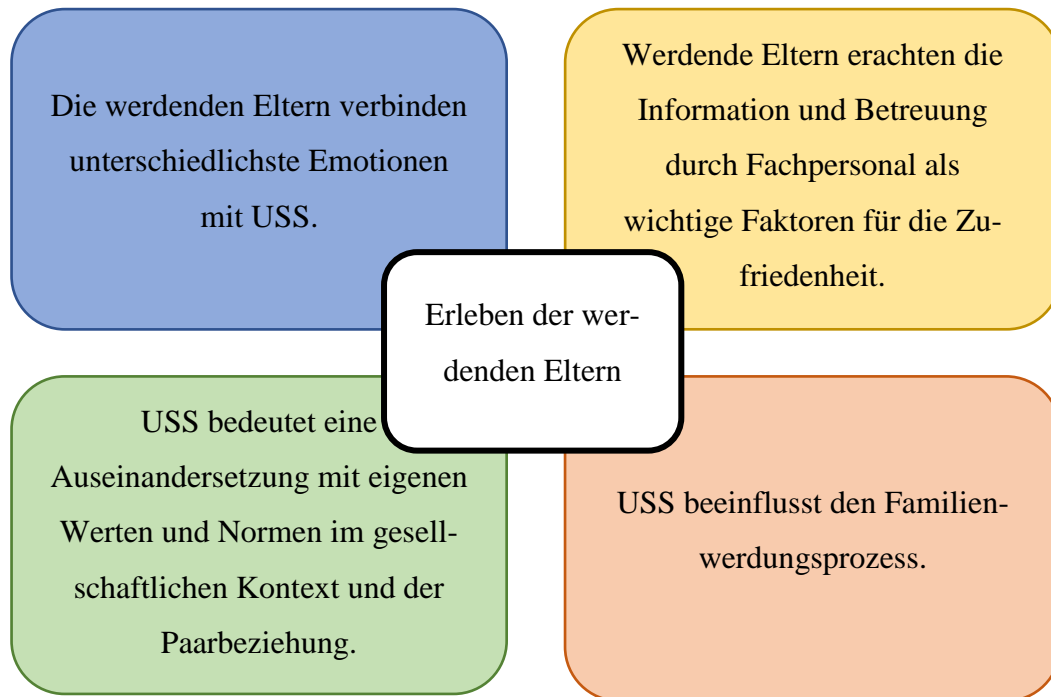 Die werdenden Eltern verbinden
unterschiedlichste Emotionen
mit USS.
Werdende Eltern erachten die
Information und Betreuung
durch Fachpersonal als
wichtige Faktoren für die Zu-
friedenheit.
Erleben der wer-
denden Eltern
USS bedeutet eine
Auseinandersetzung mit eigenen
Werten und Normen im gesell-
schaftlichen Kontext und der
Paarbeziehung.
USS beeinflusst den Familien-
werdungsprozess.